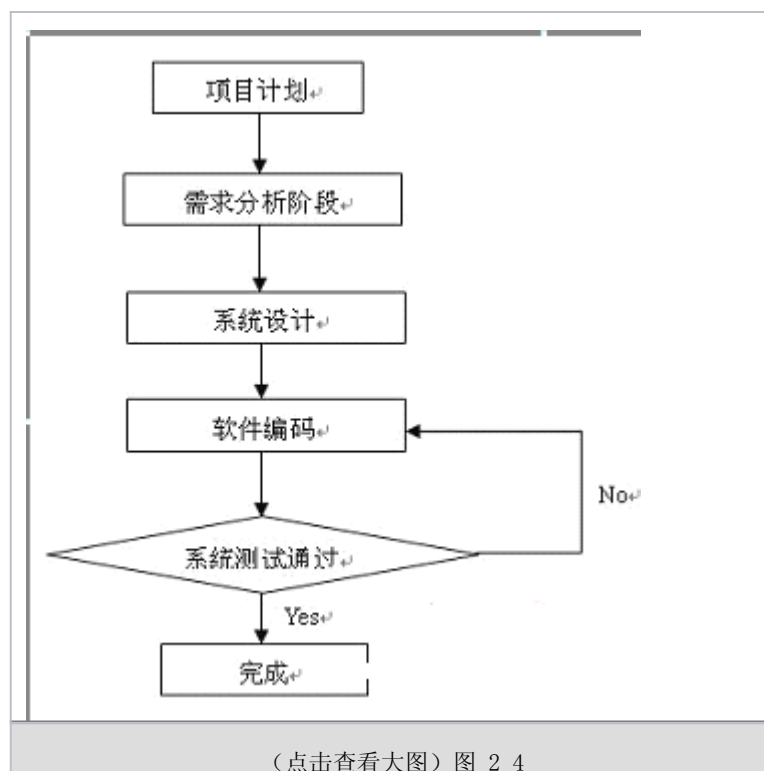 项目计划↵
需求分析阶段↵
系统设计↵
软件编码↵
No↵
系统测试通过↵
Yes↵
完成↵
（点击查看大图）图 2 4